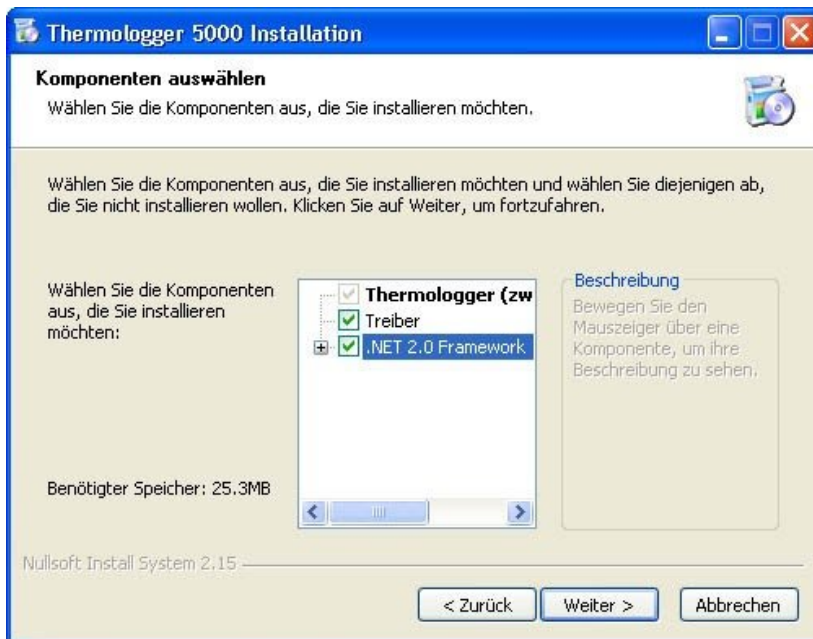 Thermologger 5000 Installation
Komponenten auswählen
Wählen Sie die Komponenten aus, die Sie installieren möchten.
Wählen Sie die Komponenten aus, die Sie installieren möchten und wählen Sie diejenigen ab,
die Sie nicht installieren wollen. Klicken Sie auf Weiter, um fortzufahren.
Wählen Sie die Komponenten
aus, die Sie installieren
möchten:
Thermologger (zw
Treiber
.NET 2.0 Framework
Beschreibung
Bewegen Sie den
Mauszeiger über eine
Komponente, um ihre
Beschreibung zu sehen.
Benötigter Speicher: 25.3MB
Nullsoft Install System 2.15
< Zurück
Weiter >
Abbrechen